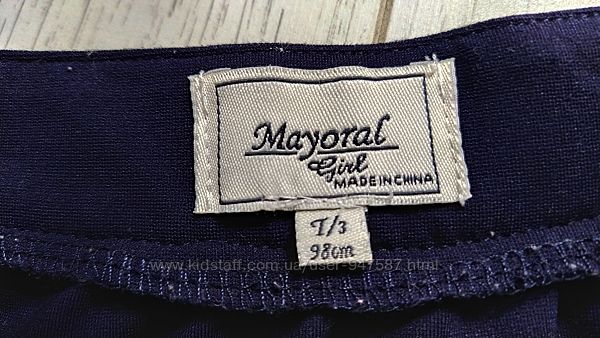 Mayoral
Girl
MADE IN CHINA
T/3
98cm
www.kidstaff.com.ua/user-947587.html